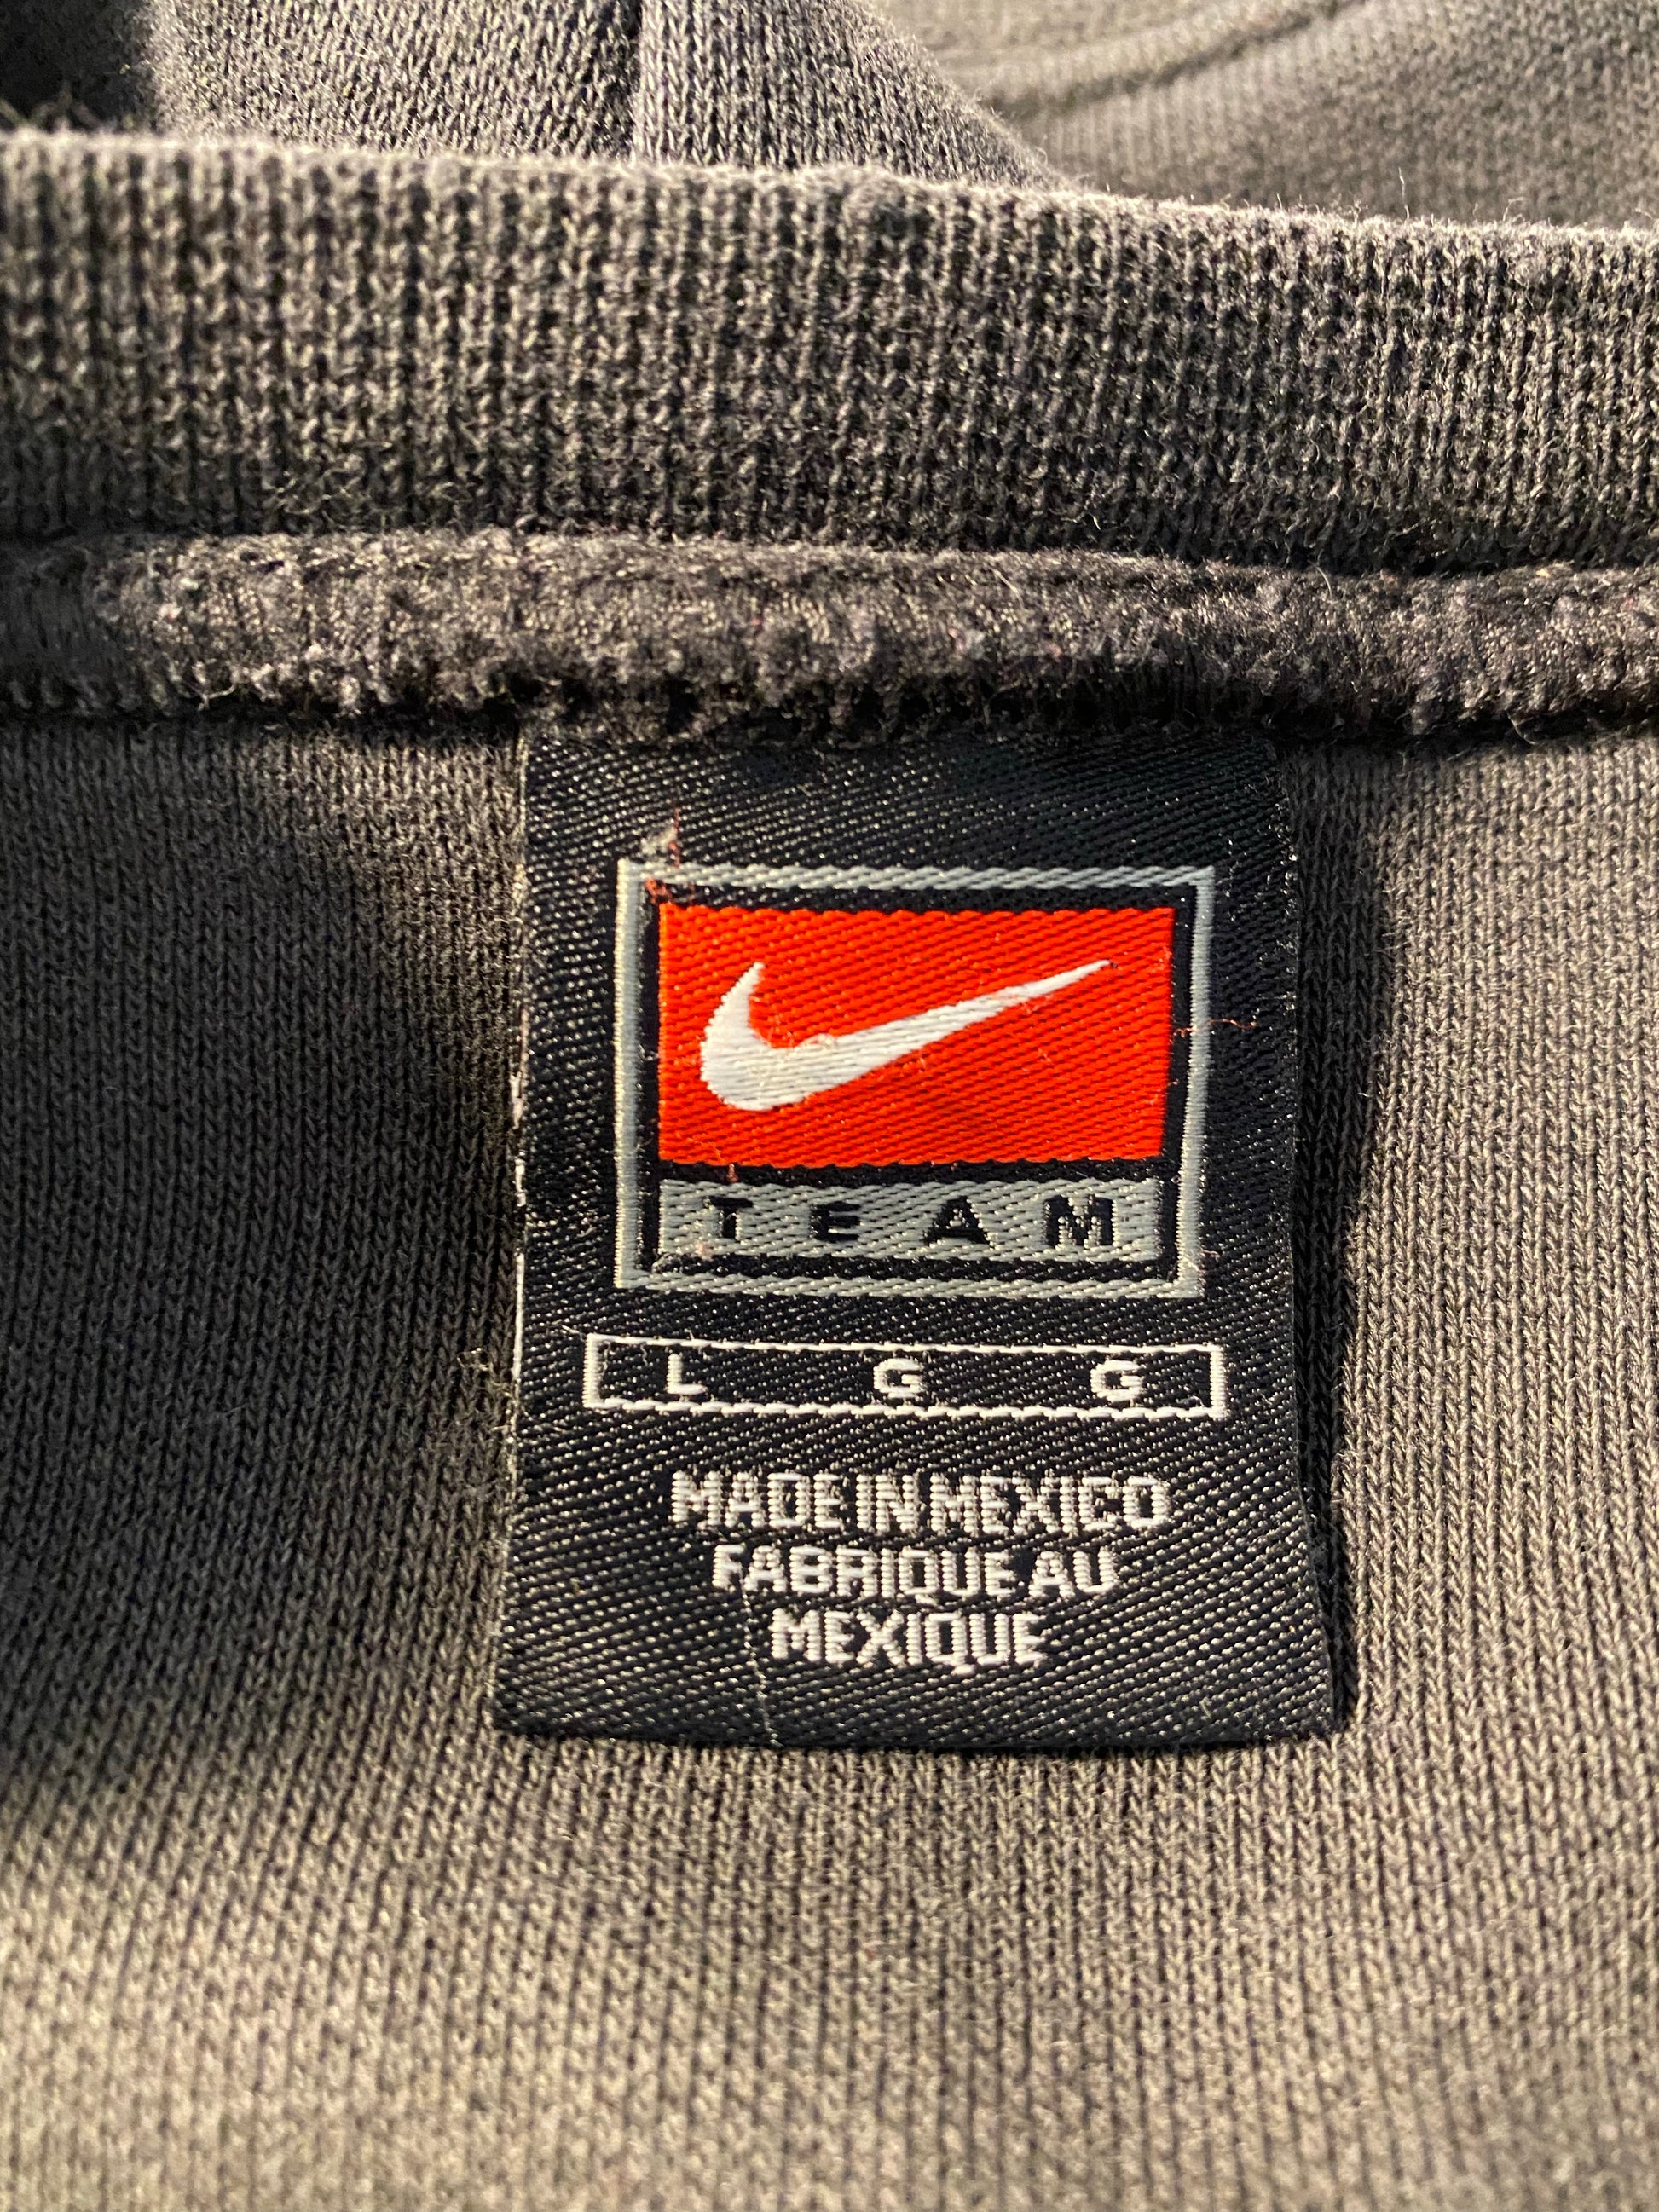 TEAM
L G G
MADE IN MEXICO
FABRIQUE AU
MEXIQUE